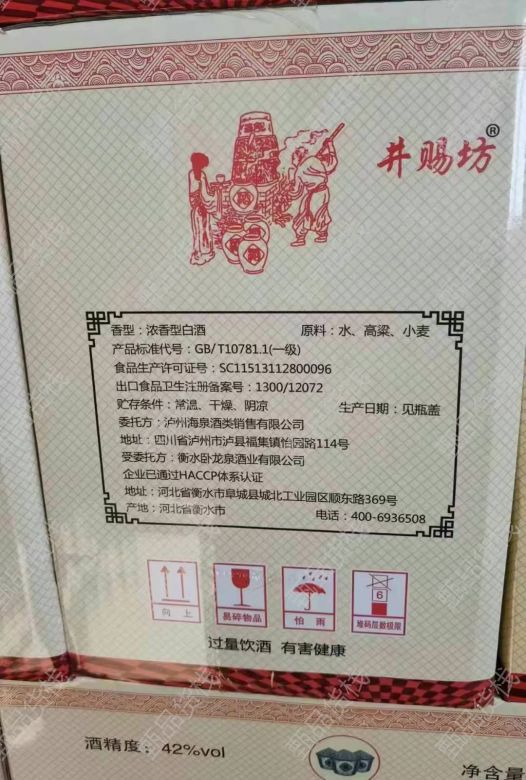 井赐坊®
香型：浓香型白酒 原料：水、高粱、小麦
产品标准代号：GB/T10781.1(一级)
食品生产许可证号：SC11513112800096
出口食品卫生注册备案号：1300/12072
贮存条件：常温、干燥、阴凉 生产日期：见瓶盖
委托方：泸州海泉酒类销售有限公司
地址：四川省泸州市泸县福集镇怡园路114号
受委托方：衡水卧龙泉酒业有限公司
企业已通过HACCP体系认证
地址：河北省衡水市阜城县城北工业园区顺东路369号
产地：河北省衡水市 电话：400-6936508
6
向上 易碎物品 怕雨 堆码层数极限
过量饮酒 有害健康
酒精度：42%vol
净含量